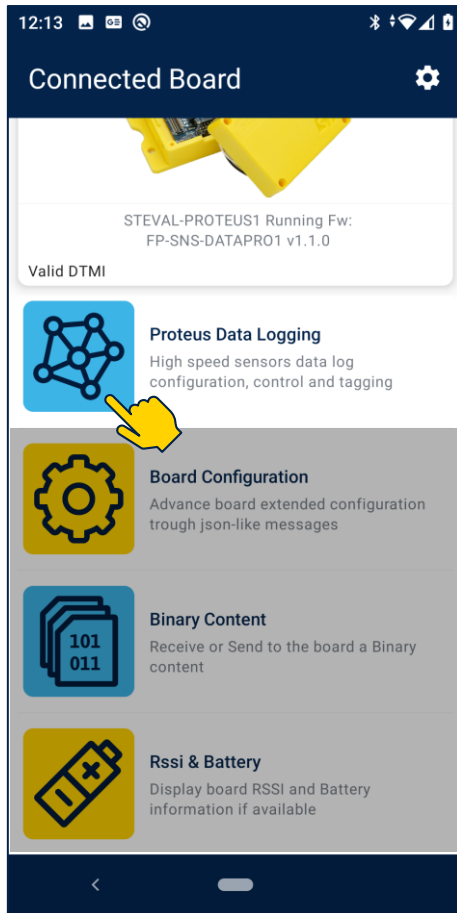 12:13
Connected Board
STEVAL-PROTEUS1 Running Fw:
FP-SNS-DATAPRO1 v1.1.0
Valid DTMI
Proteus Data Logging
High speed sensors data log
configuration, control and tagging
Board Configuration
Advance board extended configuration
trough json-like messages
101
011
Binary Content
Receive or Send to the board a Binary
content
Rssi & Battery
Display board RSSI and Battery
information if available